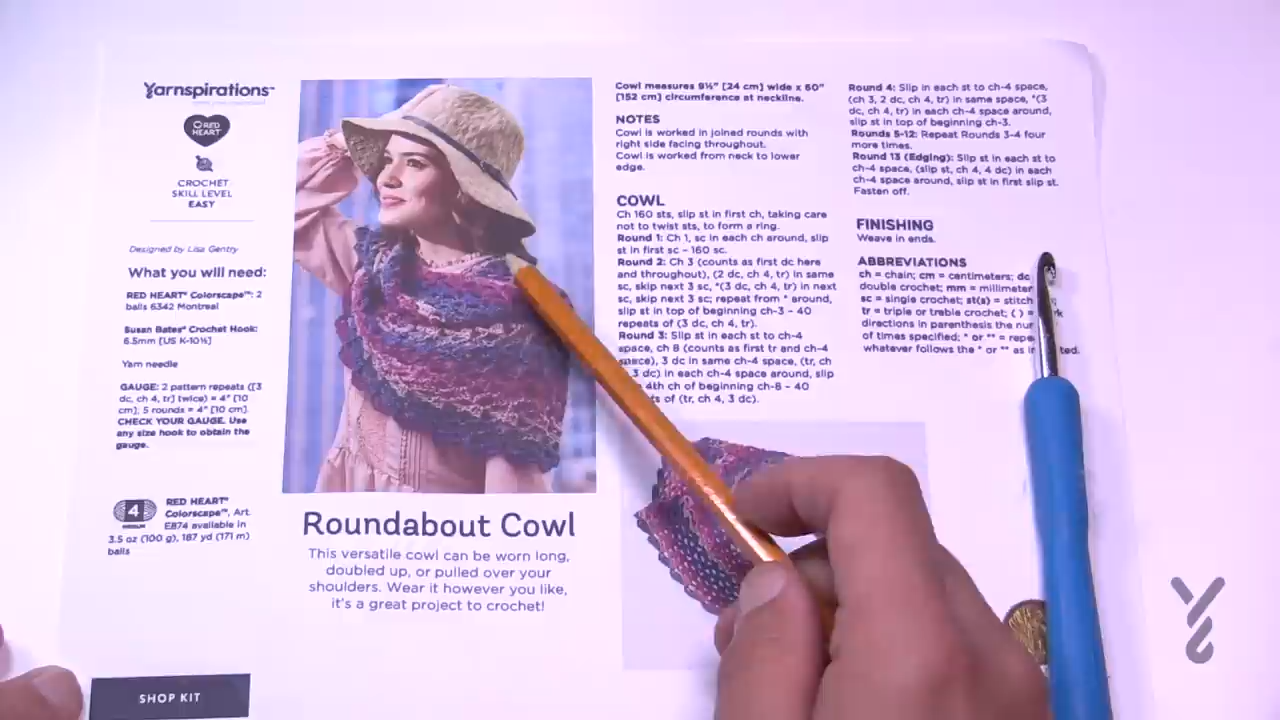 Yarnspirations™
RED
HEART®
CROCHET
SKILL LEVEL
EASY
Designed by Lisa Gentry
What you will need:
RED HEART® Colorscape™: 2
balls 6342 Montreal
Susan Bates® Crochet Hook:
6.5mm [US K-10½]
Yarn needle
GAUGE: 2 pattern repeats ([3
dc, ch 4, tr] twice) = 4" [10
cm]; 5 rounds = 4" [10 cm].
CHECK YOUR GAUGE. Use
any size hook to obtain the
gauge.
4
MEDIUM
RED HEART®
Colorscape™, Art.
E874 available in
3.5 oz (100 g), 187 yd (171 m)
balls
SHOP KIT
Roundabout Cowl
This versatile cowl can be worn long,
doubled up, or pulled over your
shoulders. Wear it however you like,
it's a great project to crochet!
Cowl measures 9½" [24 cm] wide x 60"
[152 cm] circumference at neckline.
NOTES
Cowl is worked in joined rounds with
right side facing throughout.
Cowl is worked from neck to lower
edge.
COWL
Ch 160 sts, slip st in first ch, taking care
not to twist sts, to form a ring.
Round 1: Ch 1, sc in each ch around, slip
st in first sc – 160 sc.
Round 2: Ch 3 (counts as first dc here
and throughout), (2 dc, ch 4, tr) in same
sc, skip next 3 sc, *(3 dc, ch 4, tr) in next
sc, skip next 3 sc; repeat from * around,
slip st in top of beginning ch-3 – 40
repeats of (3 dc, ch 4, tr).
Round 3: Slip st in each st to ch-4
space, ch 8 (counts as first tr and ch-4
space), 3 dc in same ch-4 space, (tr, ch
3 dc) in each ch-4 space around, slip
4th ch of beginning ch-8 – 40
ts of (tr, ch 4, 3 dc).
Round 4: Slip in each st to ch-4 space,
(ch 3, 2 dc, ch 4, tr) in same space, *(3
dc, ch 4, tr) in each ch-4 space around,
slip st in top of beginning ch-3.
Rounds 5-12: Repeat Rounds 3-4 four
more times.
Round 13 (Edging): Slip st in each st to
ch-4 space, (slip st, ch 4, 4 dc) in each
ch-4 space around, slip st in first slip st.
Fasten off.
FINISHING
Weave in ends.
ABBREVIATIONS
ch = chain; cm = centimeters; dc
double crochet; mm = millimeter
sc = single crochet; st(s) = stitch
tr = triple or treble crochet; ( ) = rk
directions in parenthesis the nur
of times specified; * or ** = repe
whatever follows the * or ** as ir ted.